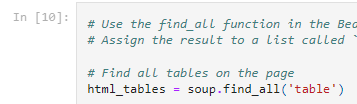 In [10]:
# Use the find_all function in the Bea
# Assign the result to a list called `
# Find all tables on the page
html_tables = soup.find_all('table')